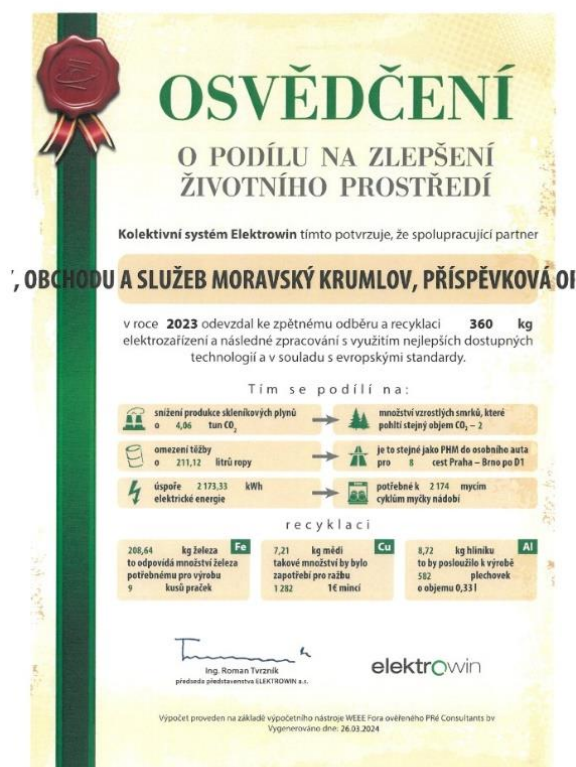 OSVĚDČENÍ
O PODÍLU NA ZLEPŠENÍ
ŽIVOTNÍHO PROSTŘEDÍ
Kolektivní systém Elektrowin tímto potvrzuje, že spolupracující partner
, OBCHODU A SLUŽEB MORAVSKÝ KRUMLOV, PŘÍSPĚVKOVÁ
v roce 2023 odevzdal ke zpětnému odběru a recyklaci 360 kg
elektrozařízení a následné zpracování s využitím nejlepších dostupných
technologií a v souladu s evropskými standardy.
Tím se podílí na:
snížení produkce skleníkových plynů
o 4,06 tun CO2
množství vzrostlých smrků, které
pohltí stejný objem CO2 – 2
omezení těžby
o 211,12 litrů ropy
je to stejné jako PHM do osobního auta
pro 8 cest Praha – Brno po D1
úspoře 2 173,33 kWh
elektrické energie
potřebné k 2 174 mycím
cyklům myčky nádobí
recyklaci
208,64 kg železa Fe
to odpovídá množství železa
potřebnému pro výrobu
9 kusů praček
7,21 kg mědi Cu
takové množství by bylo
zapotřebí pro ražbu
1 282 1€ mincí
8,72 kg hliníku Al
to by posloužilo k výrobě
582 plechovek
o objemu 0,33 l
Ing. Roman Tvrzník
předseda představenstva ELEKTROWIN a.s.
elektrowin
Výpočet proveden na základě výpočetního nástroje WEEE Fora ověřeného PRé Consultants bv
Vygenerováno dne: 26.03.2024